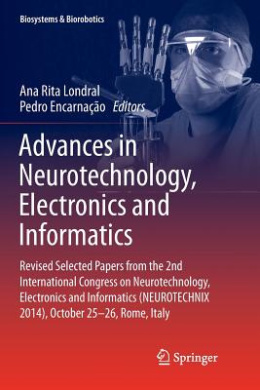 Biosystems & Biorobotics
Ana Rita Londral
Pedro Encarnação Editors
Advances in
Neurotechnology,
Electronics and
Informatics
Revised Selected Papers from the 2nd
International Congress on Neurotechnology,
Electronics and Informatics (NEUROTECHNIX
2014), October 25–26, Rome, Italy
Springer